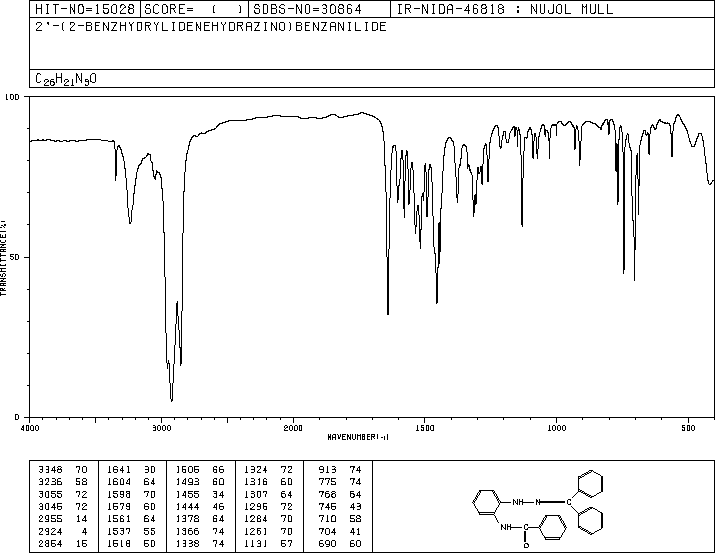 HIT-NO=15028 SCORE= ( ) SDBS-NO=30864 IR-NIDA-46818 : NUJOL MULL
2'-(2-BENZHYDRYLIDENEHYDRAZINO)BENZANILIDE
C26H21N3O
100
50
0
TRANSMITTANCE(%)
4000 3000 2000 1500 1000 500
WAVENUMBER(-1)
3348 70 1641 30 1506 66 1324 72 913 74
3236 58 1604 64 1493 60 1316 60 775 74
3055 72 1598 70 1455 34 1307 64 768 64
3045 72 1579 60 1444 46 1296 72 745 43
2955 14 1561 64 1378 64 1284 70 710 58
2924 4 1537 55 1366 74 1261 70 704 41
2854 15 1518 50 1338 74 1131 57 690 60
NH N C
NH C
O